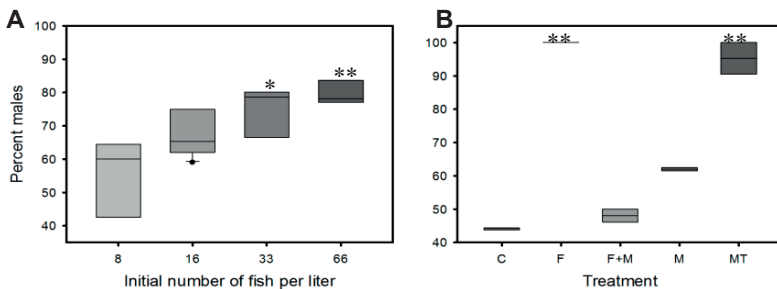 A
Percent males
100
90
80
70
60
50
40
*
**
8 16 33 66
Initial number of fish per liter
B
100
90
80
70
60
50
40
**
**
C F F+M M MT
Treatment